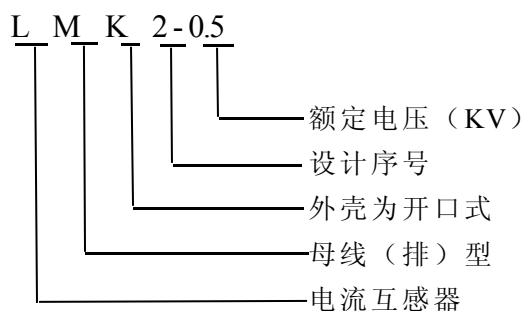 L M K 2-0.5
额定电压（KV）
设计序号
外壳为开口式
母线（排）型
电流互感器